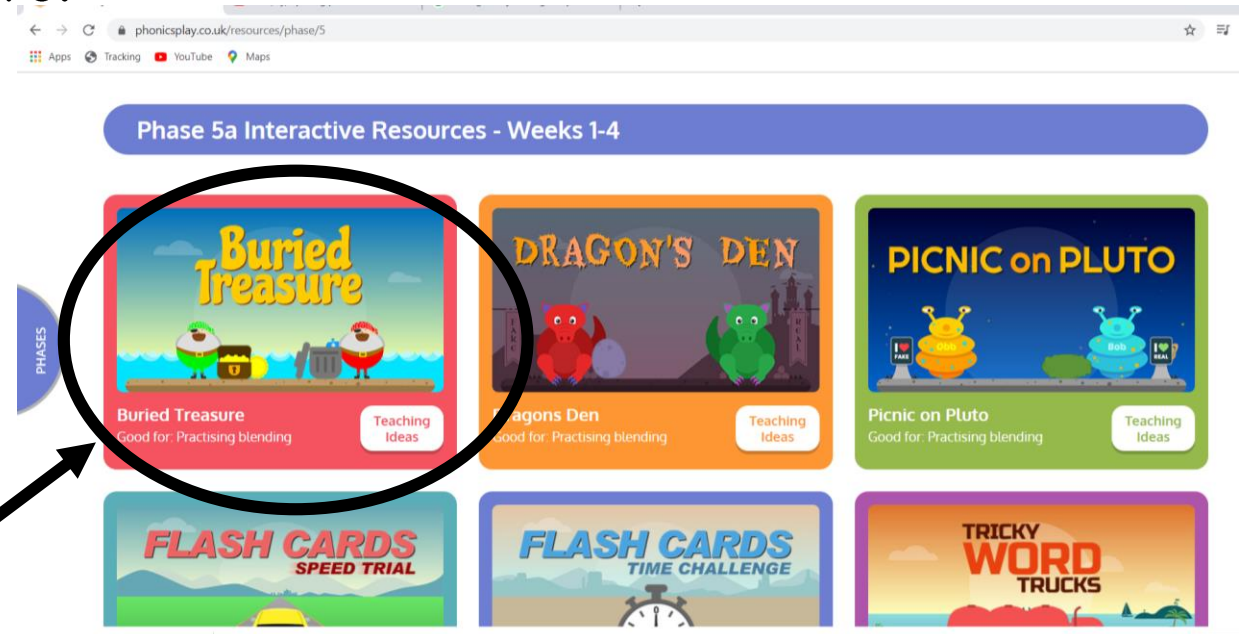 phonicsplay.co.uk/resources/phase/5
Apps Tracking YouTube Maps
Phase 5a Interactive Resources - Weeks 1-4
PHASES
Buried
Treasure
Buried Treasure
Good for: Practising blending
Teaching
Ideas
DRAGON'S DEN
FAKE
REAL
Dragons Den
Good for: Practising blending
Teaching
Ideas
PICNIC on PLUTO
I
FAKE
Obb
Bob
I
REAL
Picnic on Pluto
Good for: Practising blending
Teaching
Ideas
FLASH CARDS
SPEED TRIAL
FLASH CARDS
TIME CHALLENGE
0
TRICKY
WORD
TRUCKS